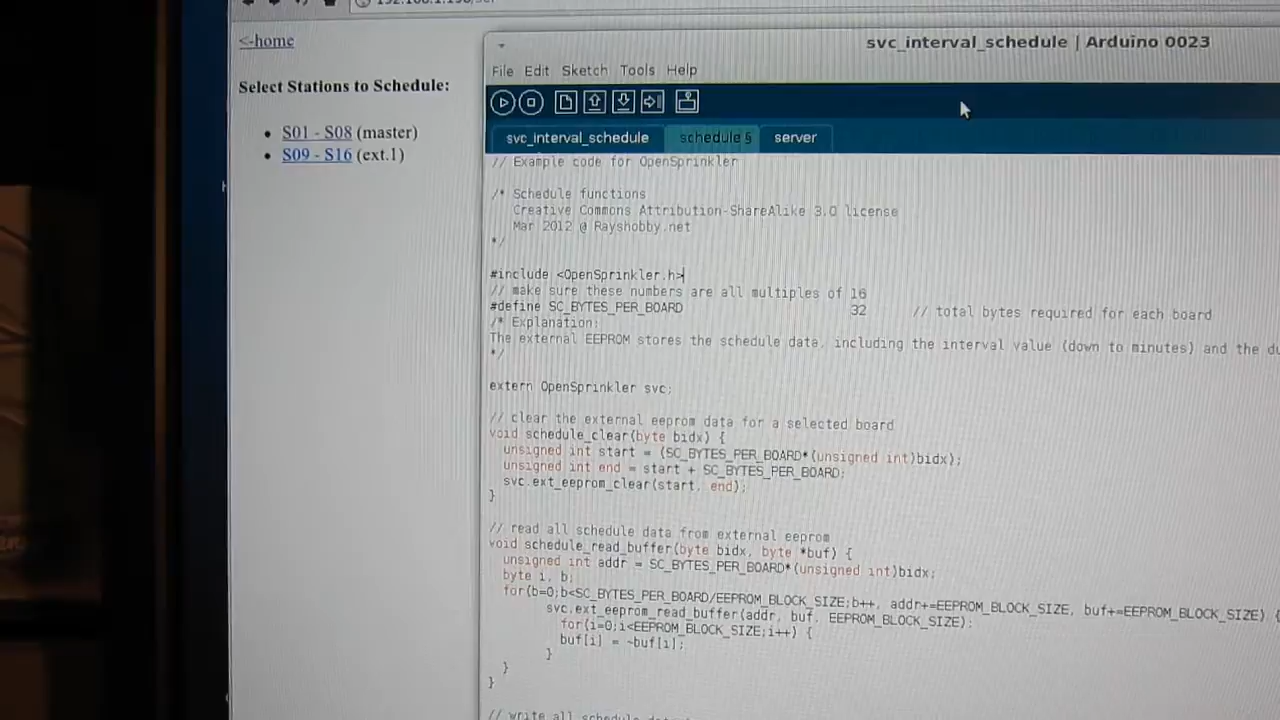 <-home
Select Stations to Schedule:
S01 - S08 (master)
S09 - S16 (ext.1)
svc_interval_schedule | Arduino 0023
File Edit Sketch Tools Help
svc_interval_schedule schedule § server
// Example code for OpenSprinkler
/* Schedule functions
Creative Commons Attribution-ShareAlike 3.0 license
Mar 2012 @ Rayshobby.net
*/
#include <OpenSprinkler.h>
// make sure these numbers are all multiples of 16
#define SC_BYTES_PER_BOARD 32 // total bytes required for each board
/* Explanation:
The external EEPROM stores the schedule data, including the interval value (down to minutes) and the
*/
extern OpenSprinkler svc;
// clear the external eeprom data for a selected board
void schedule_clear(byte bidx) {
unsigned int start = (SC_BYTES_PER_BOARD*(unsigned int)bidx);
unsigned int end = start + SC_BYTES_PER_BOARD;
svc.ext_eeprom_clear(start, end);
}
// read all schedule data from external eeprom
void schedule_read_buffer(byte bidx, byte *buf) {
unsigned int addr = SC_BYTES_PER_BOARD*(unsigned int)bidx;
byte i, b;
for(b=0;b<SC_BYTES_PER_BOARD/EEPROM_BLOCK_SIZE;b++, addr+=EEPROM_BLOCK_SIZE, buf+=EEPROM_BLOCK_SIZE) {
svc.ext_eeprom_read_buffer(addr, buf, EEPROM_BLOCK_SIZE);
for(i=0;i<EEPROM_BLOCK_SIZE;i++) {
buf[i] = ~buf[i];
}
}
}
// write all schedule